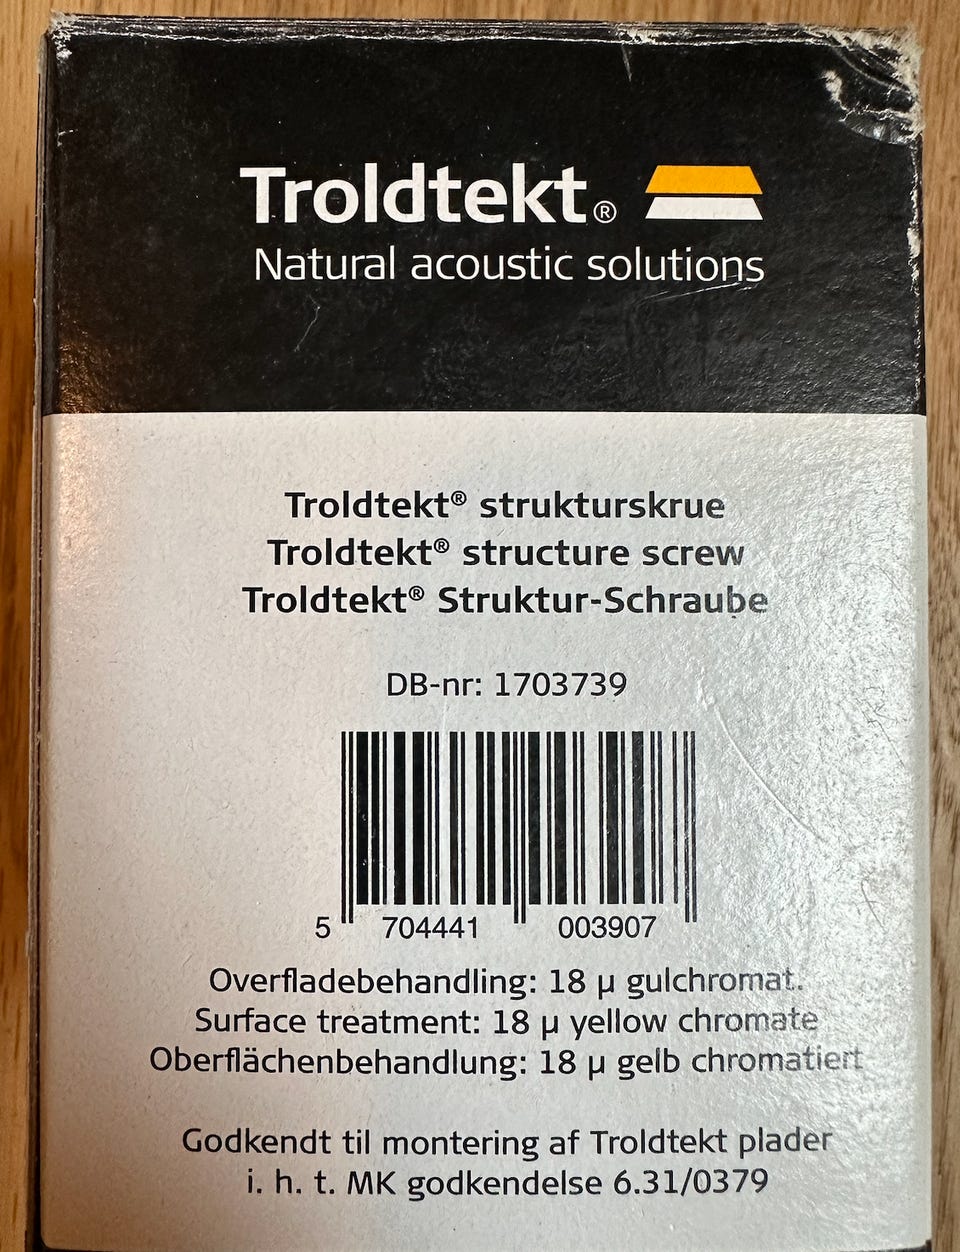 Troldtekt®
Natural acoustic solutions
Troldtekt® strukturskrue
Troldtekt® structure screw
Troldtekt® Struktur-Schraube
DB-nr: 1703739
5 704441 003907
Overfladebehandling: 18 µ gulchromat.
Surface treatment: 18 µ yellow chromate
Oberflächenbehandlung: 18 µ gelb chromatiert
Godkendt til montering af Troldtekt plader
i. h. t. MK godkendelse 6.31/0379